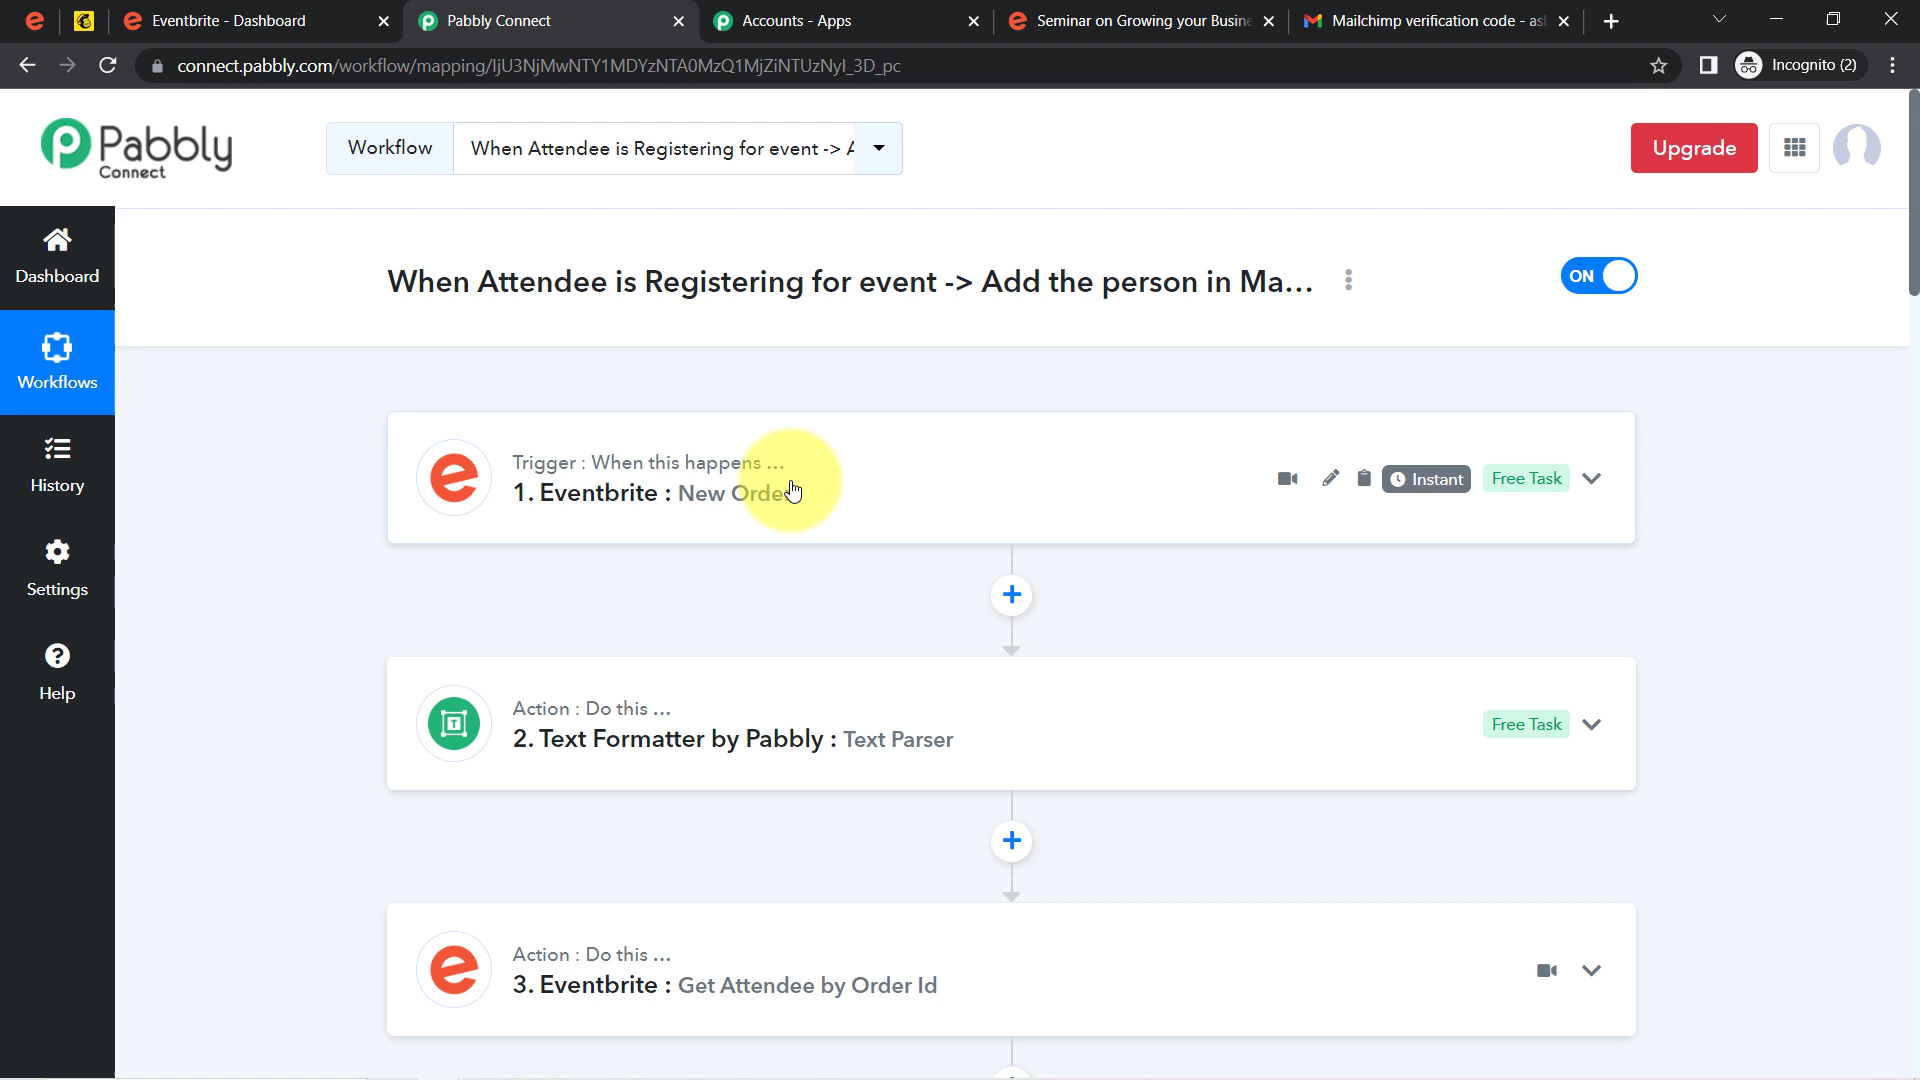 Eventbrite - Dashboard
Pabbly Connect
Accounts - Apps
Seminar on Growing your Busine
Mailchimp verification code - as
connect.pabbly.com/workflow/mapping/IjU3NjMwNTY1MDYzNTA0MzQ1MjZiNTUzNyI_3D_pc
Incognito (2)
Pabbly
Connect
Workflow
When Attendee is Registering for event -> A
Upgrade
Dashboard
Workflows
History
Settings
Help
When Attendee is Registering for event -> Add the person in Ma...
ON
Trigger : When this happens ...
1. Eventbrite : New Order
Instant
Free Task
Action : Do this ...
2. Text Formatter by Pabbly : Text Parser
Free Task
Action : Do this ...
3. Eventbrite : Get Attendee by Order Id